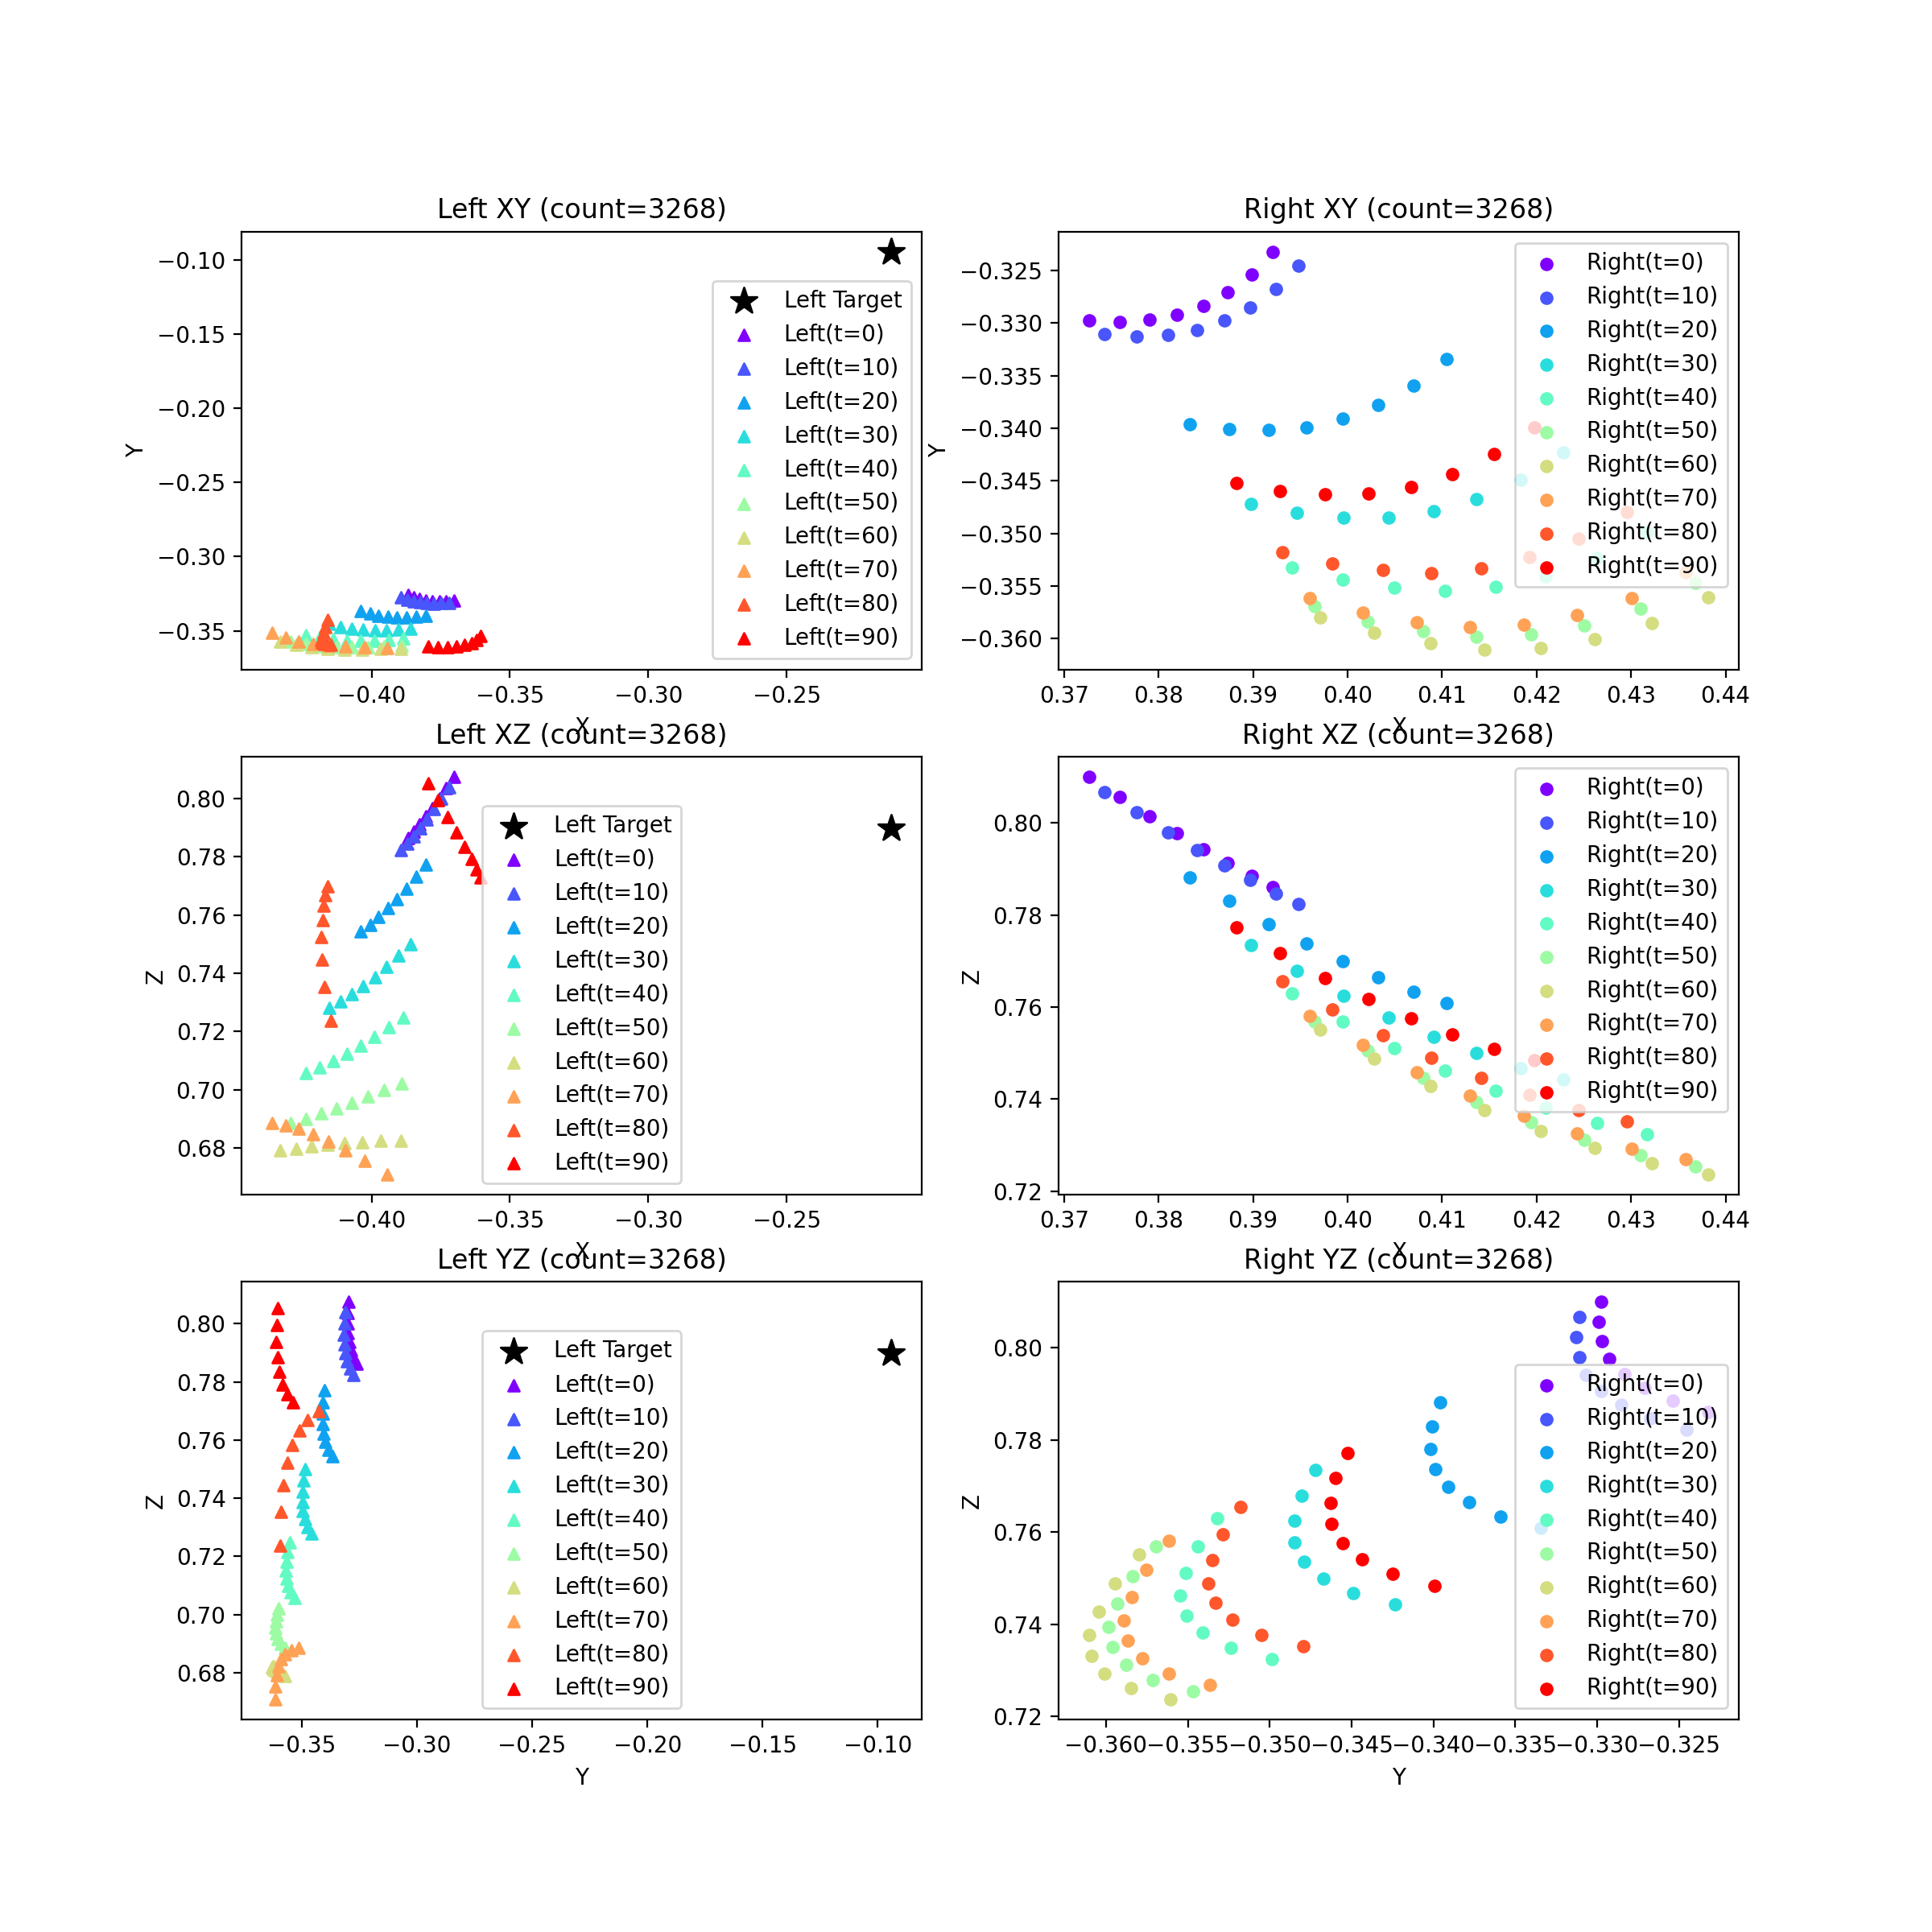 Left XY (count=3268)
Y
−0.10
−0.15
−0.20
−0.25
−0.30
−0.35
Left Target
Left(t=0)
Left(t=10)
Left(t=20)
Left(t=30)
Left(t=40)
Left(t=50)
Left(t=60)
Left(t=70)
Left(t=80)
Left(t=90)
−0.40 −0.35 −0.30 −0.25
X
Right XY (count=3268)
Y
−0.325
−0.330
−0.335
−0.340
−0.345
−0.350
−0.355
−0.360
Right(t=0)
Right(t=10)
Right(t=20)
Right(t=30)
Right(t=40)
Right(t=50)
Right(t=60)
Right(t=70)
Right(t=80)
Right(t=90)
0.37 0.38 0.39 0.40 0.41 0.42 0.43 0.44
X
Left XZ (count=3268)
Z
0.80
0.78
0.76
0.74
0.72
0.70
0.68
Left Target
Left(t=0)
Left(t=10)
Left(t=20)
Left(t=30)
Left(t=40)
Left(t=50)
Left(t=60)
Left(t=70)
Left(t=80)
Left(t=90)
−0.40 −0.35 −0.30 −0.25
X
Right XZ (count=3268)
Z
0.80
0.78
0.76
0.74
0.72
Right(t=0)
Right(t=10)
Right(t=20)
Right(t=30)
Right(t=40)
Right(t=50)
Right(t=60)
Right(t=70)
Right(t=80)
Right(t=90)
0.37 0.38 0.39 0.40 0.41 0.42 0.43 0.44
X
Left YZ (count=3268)
Z
0.80
0.78
0.76
0.74
0.72
0.70
0.68
Left Target
Left(t=0)
Left(t=10)
Left(t=20)
Left(t=30)
Left(t=40)
Left(t=50)
Left(t=60)
Left(t=70)
Left(t=80)
Left(t=90)
−0.35 −0.30 −0.25 −0.20 −0.15 −0.10
Y
Right YZ (count=3268)
Z
0.80
0.78
0.76
0.74
0.72
Right(t=0)
Right(t=10)
Right(t=20)
Right(t=30)
Right(t=40)
Right(t=50)
Right(t=60)
Right(t=70)
Right(t=80)
Right(t=90)
−0.360 −0.355 −0.350 −0.345 −0.340 −0.335 −0.330 −0.325
Y